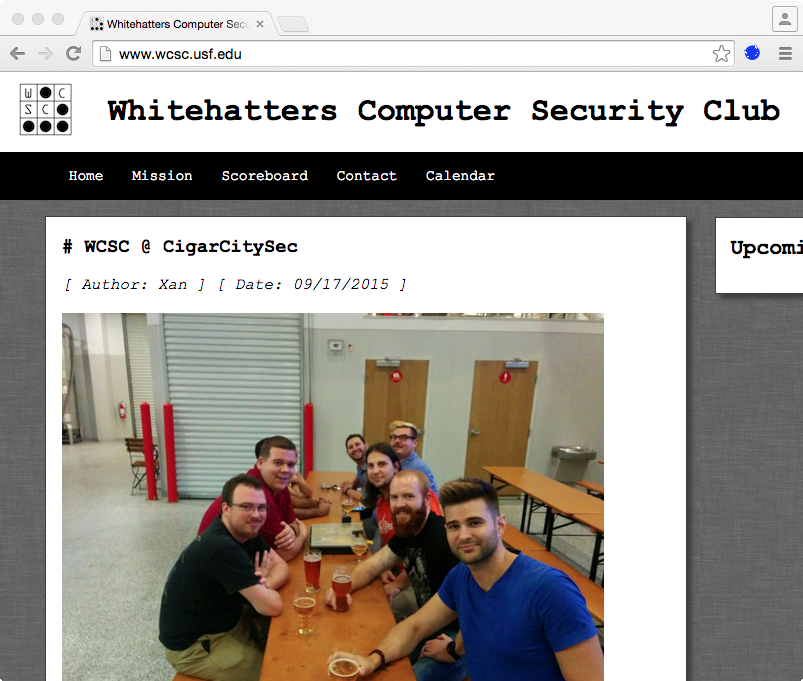 Whitehatters Computer Secu
www.wcsc.usf.edu
W C
S C
Whitehatters Computer Security Club
Home Mission Scoreboard Contact Calendar
# WCSC @ CigarCitySec
Upcomi
[ Author: Xan ] [ Date: 09/17/2015 ]